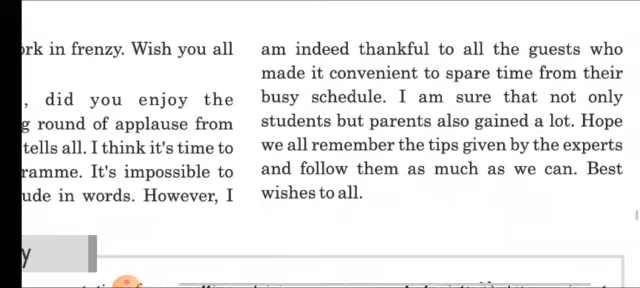 in frenzy. Wish you all
, did you enjoy the
round of applause from
tells all. I think it's time to
It's impossible to
in words. However, I
am indeed thankful to all the guests who
made it convenient to spare time from their
busy schedule. I am sure that not only
students but parents also gained a lot. Hope
we all remember the tips given by the experts
and follow them as much as we can. Best
wishes to all.
y